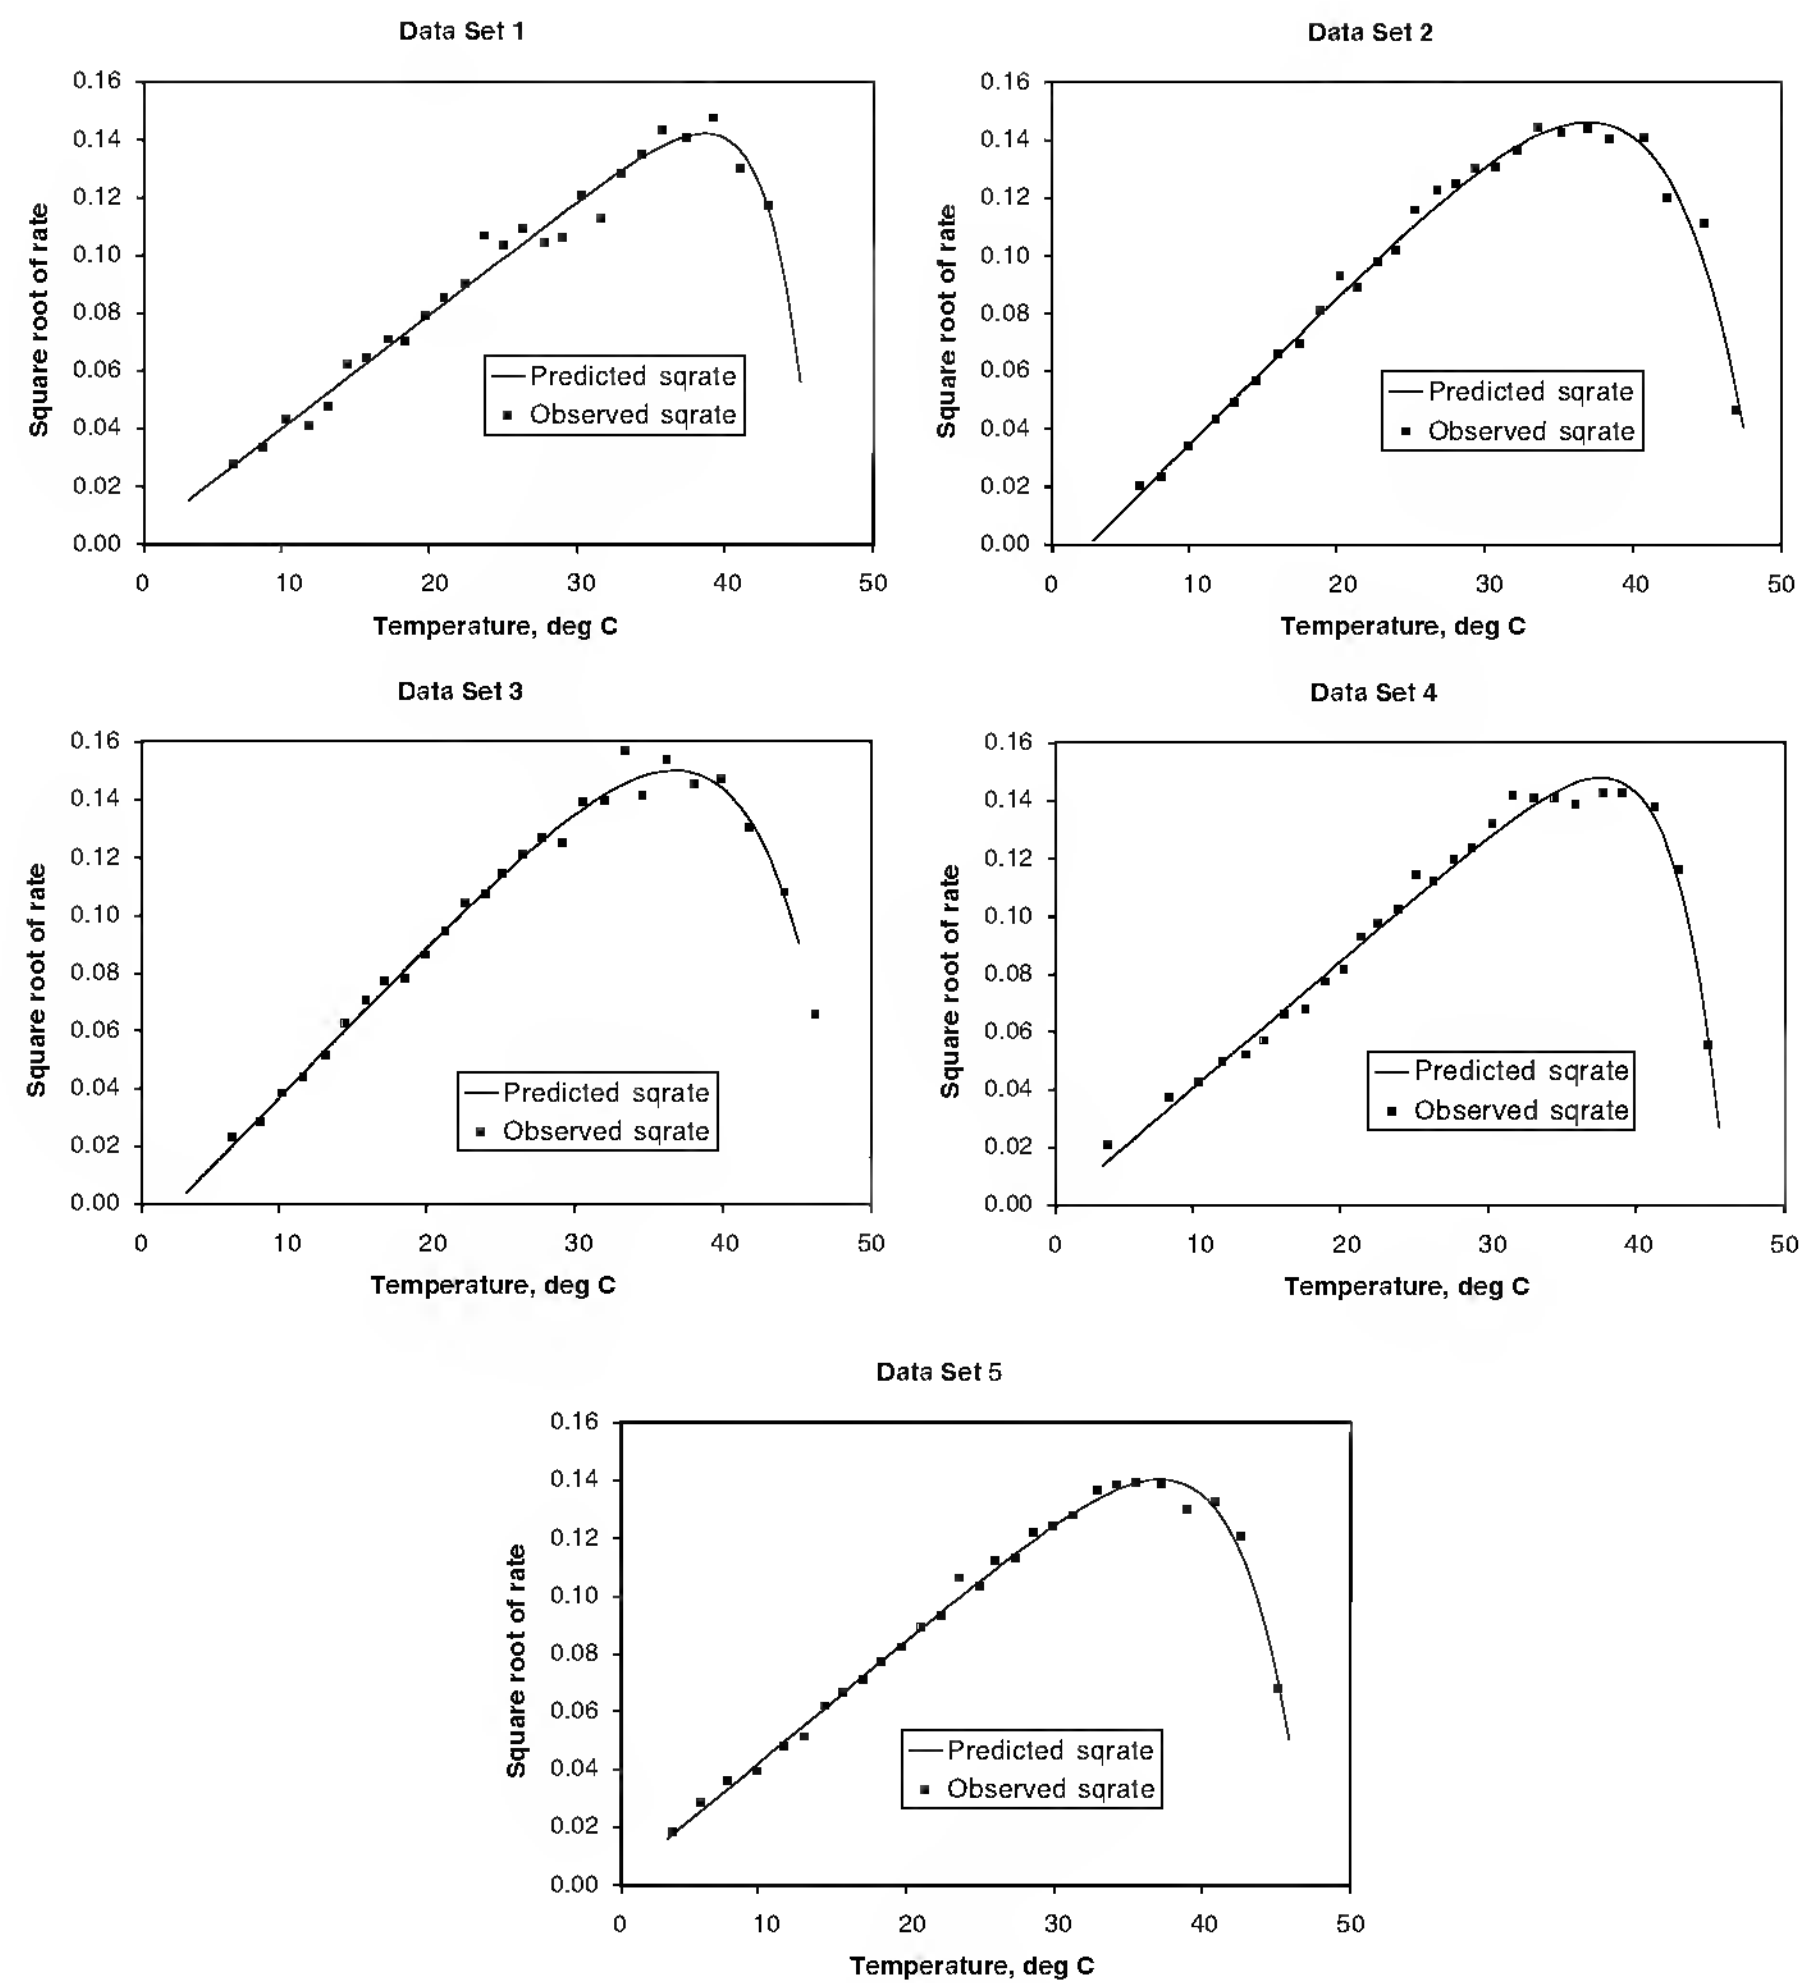 Data Set 1
0.16
0.14
0.12
0.10
0.08
0.06
0.04
0.02
0.00
Square root of rate
Predicted sqrate
Observed sqrate
0 10 20 30 40 50
Temperature, deg C
Data Set 2
0.16
0.14
0.12
0.10
0.08
0.06
0.04
0.02
0.00
Square root of rate
Predicted sqrate
Observed sqrate
0 10 20 30 40 50
Temperature, deg C
Data Set 3
0.16
0.14
0.12
0.10
0.08
0.06
0.04
0.02
0.00
Square root of rate
Predicted sqrate
Observed sqrate
0 10 20 30 40 50
Temperature, deg C
Data Set 4
0.16
0.14
0.12
0.10
0.08
0.06
0.04
0.02
0.00
Square root of rate
Predicted sqrate
Observed sqrate
0 10 20 30 40 50
Temperature, deg C
Data Set 5
0.16
0.14
0.12
0.10
0.08
0.06
0.04
0.02
0.00
Square root of rate
Predicted sqrate
Observed sqrate
0 10 20 30 40 50
Temperature, deg C